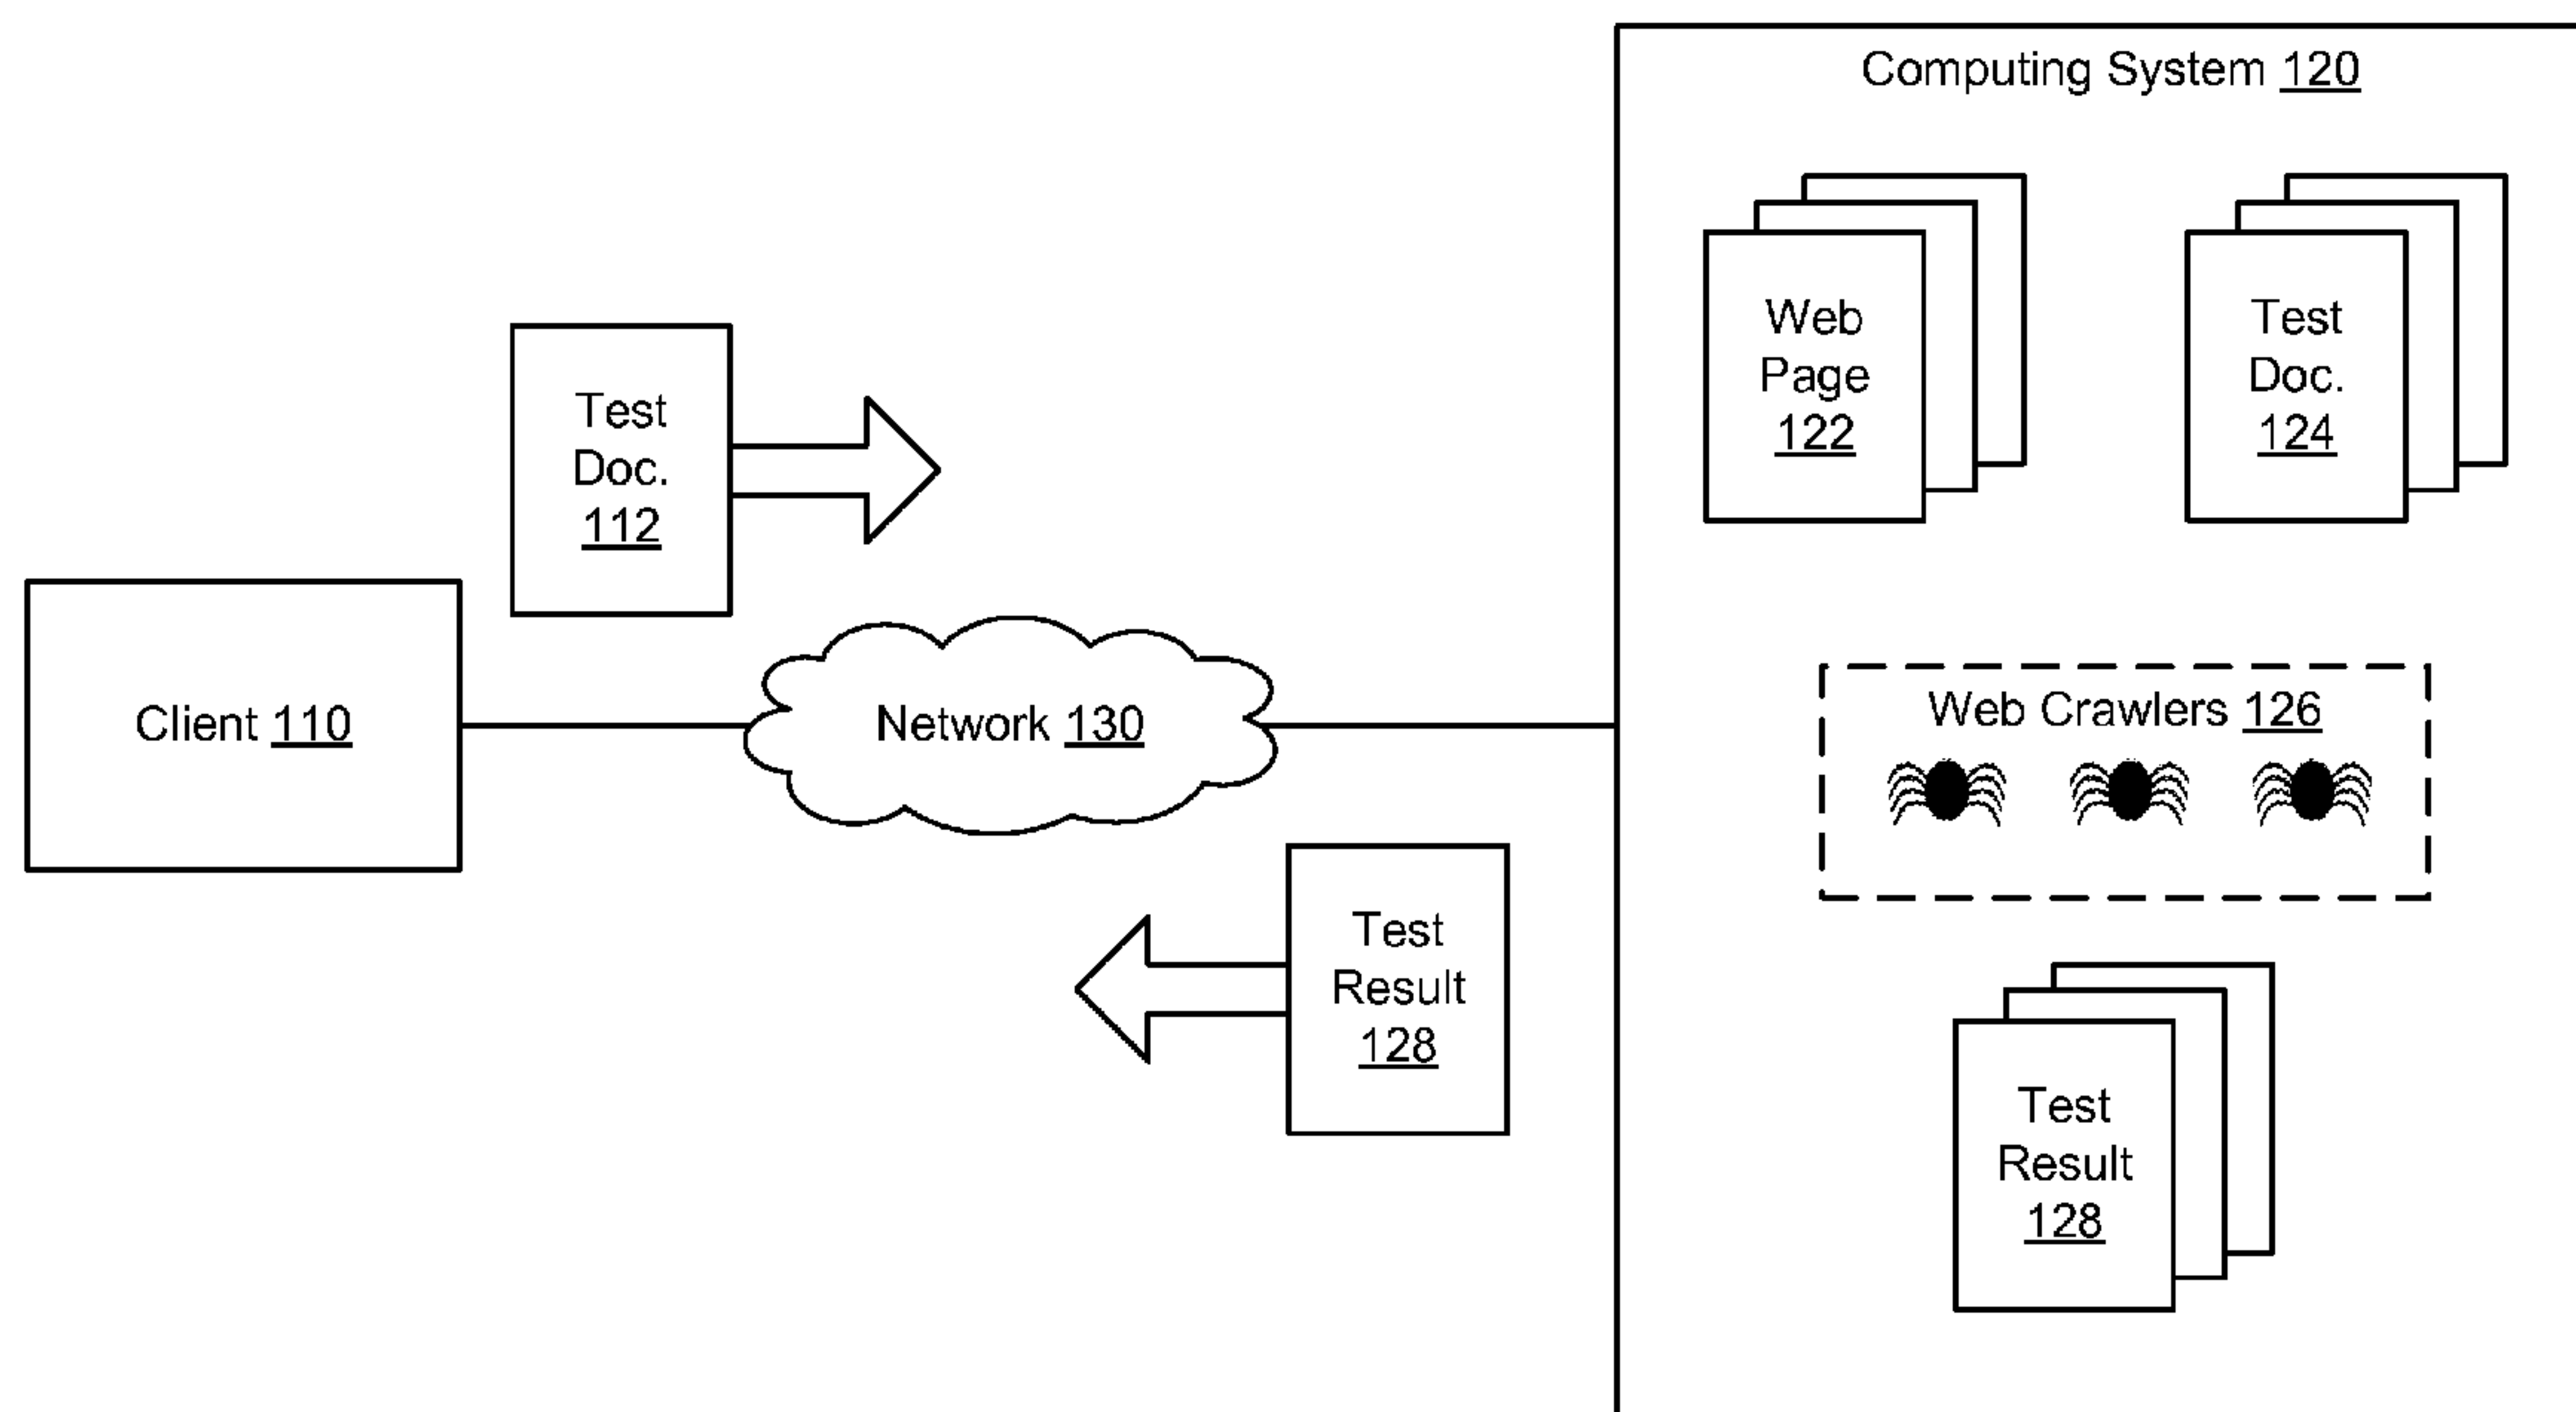 Computing System 120
Web
Page
122
Test
Doc.
124
Test
Doc.
112
Client 110
Network 130
Web Crawlers 126
Test
Result
128
Test
Result
128